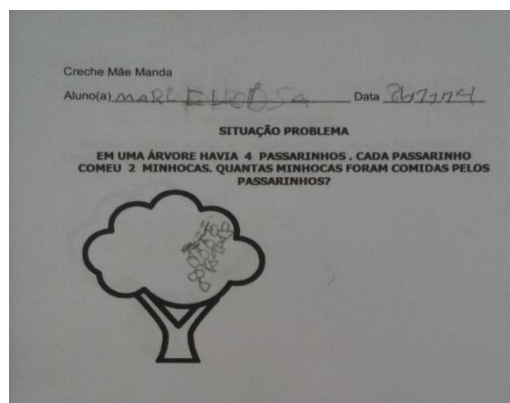 Creche Mãe Manda
Aluno(a) Data
SITUAÇÃO PROBLEMA
EM UMA ÁRVORE HAVIA 4 PASSARINHOS . CADA PASSARINHO
COMEU 2 MINHOCAS. QUANTAS MINHOCAS FORAM COMIDAS PELOS
PASSARINHOS?